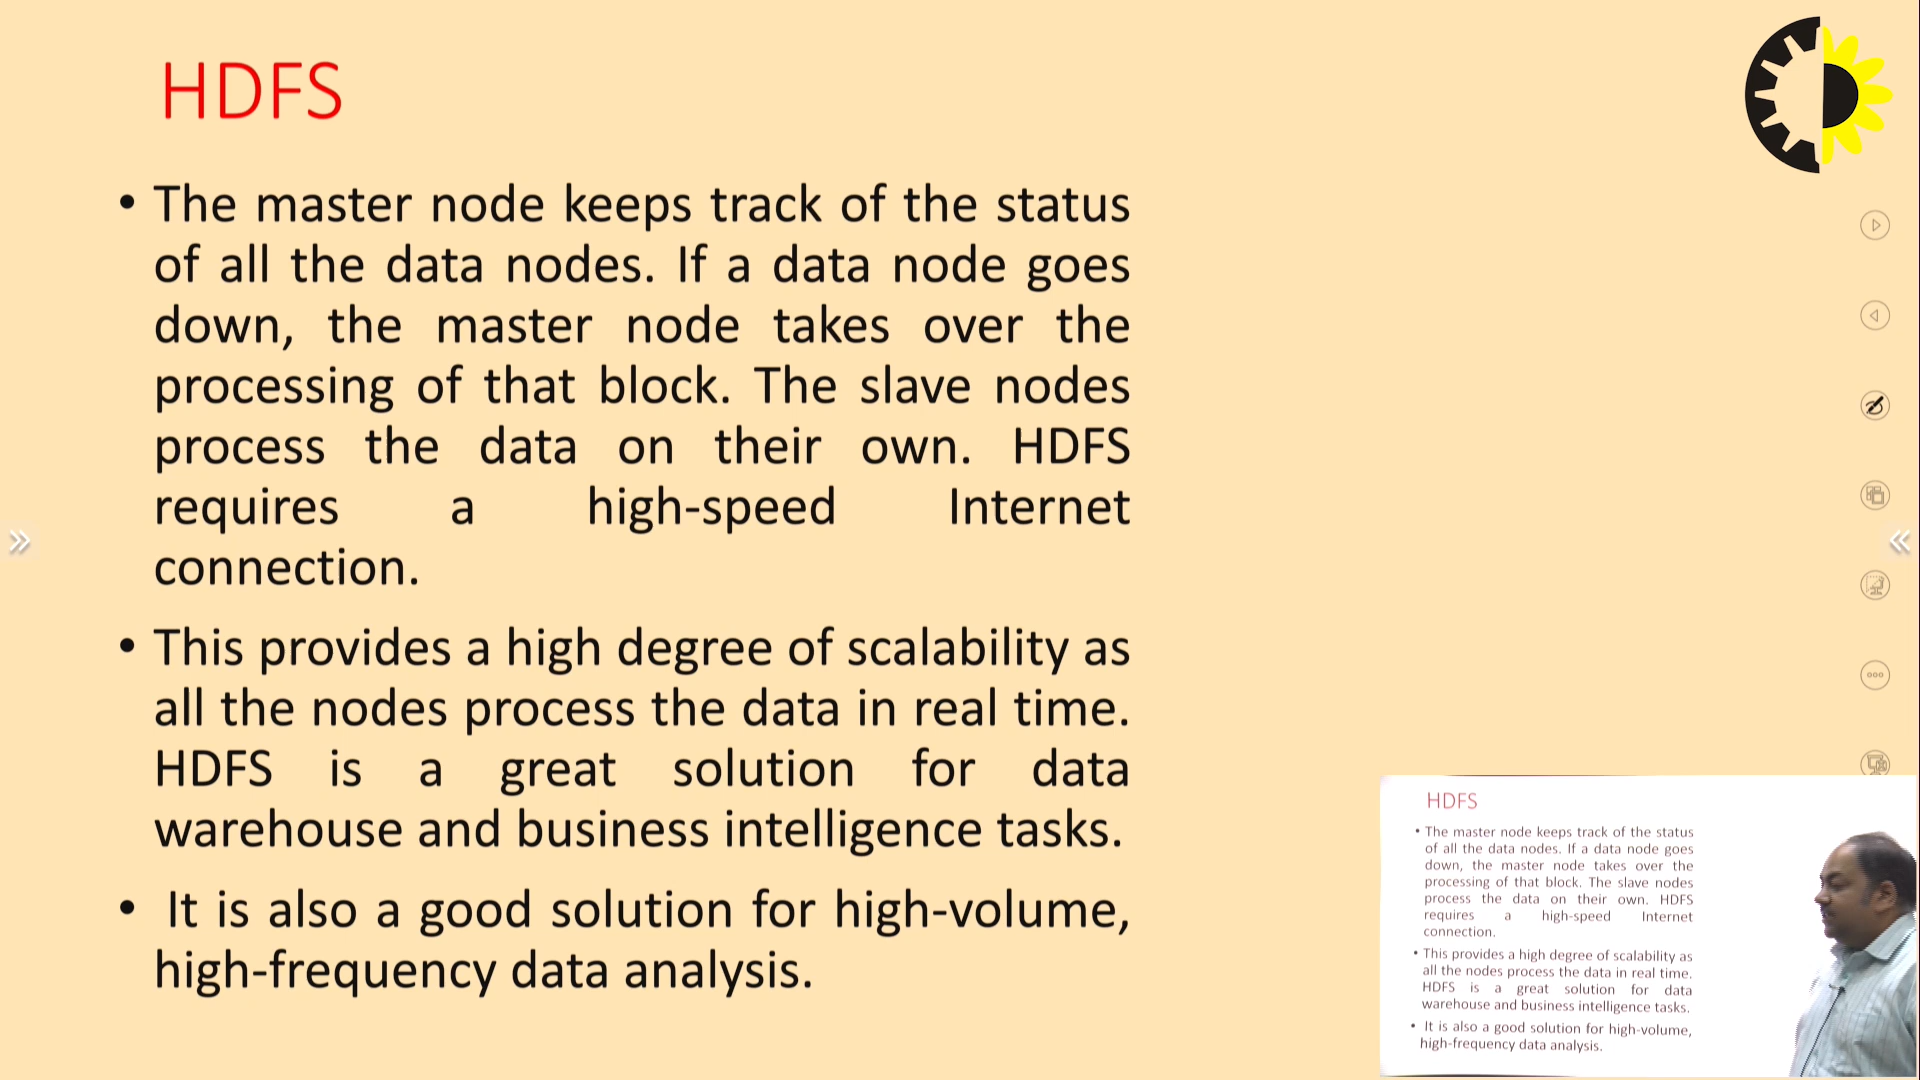 HDFS
• The master node keeps track of the status
of all the data nodes. If a data node goes
down, the master node takes over the
processing of that block. The slave nodes
process the data on their own. HDFS
requires a high-speed Internet
connection.
• This provides a high degree of scalability as
all the nodes process the data in real time.
HDFS is a great solution for data
warehouse and business intelligence tasks.
• It is also a good solution for high-volume,
high-frequency data analysis.
HDFS
• The master node keeps track of the status
of all the data nodes. If a data node goes
down, the master node takes over the
processing of that block. The slave nodes
process the data on their own. HDFS
requires a high-speed Internet
connection.
• This provides a high degree of scalability as
all the nodes process the data in real time.
HDFS is a great solution for data
warehouse and business intelligence tasks.
• It is also a good solution for high-volume,
high-frequency data analysis.